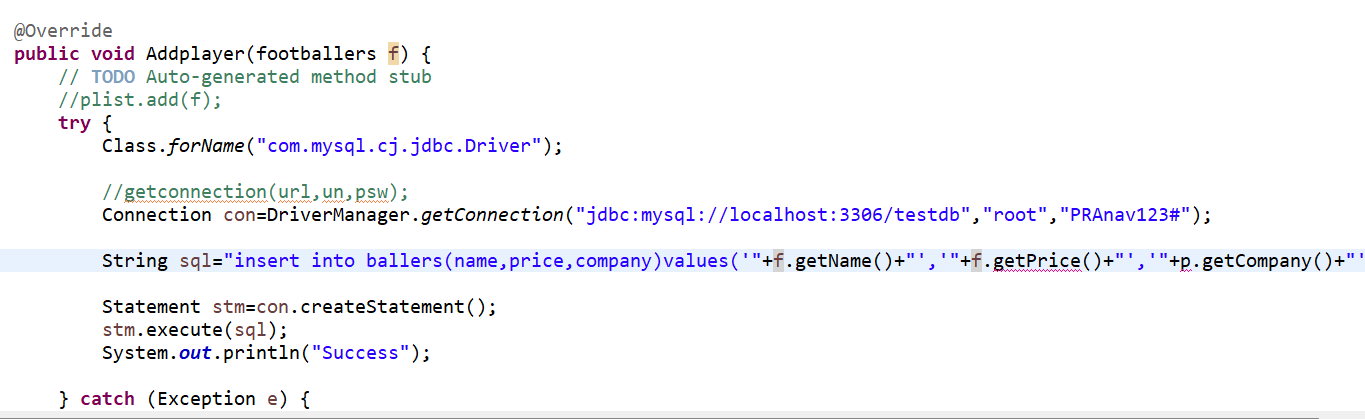 @Override
public void Addplayer(footballers f) {
// TODO Auto-generated method stub
//plist.add(f);
try {
Class.forName("com.mysql.cj.jdbc.Driver");
//getconnection(url,un,psw);
Connection con=DriverManager.getConnection("jdbc:mysql://localhost:3306/testdb","root","PRAnav123#");
String sql="insert into ballers(name,price,company)values('"+f.getName()+"','"+f.getPrice()+"','"+p.getCompany()+"'
Statement stm=con.createStatement();
stm.execute(sql);
System.out.println("Success");
} catch (Exception e) {